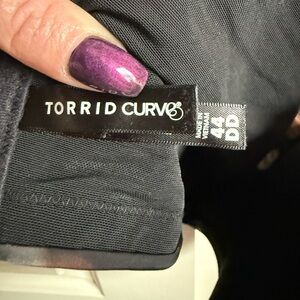 TORRID CURVE
MADE IN
VIETNAM
44
DD